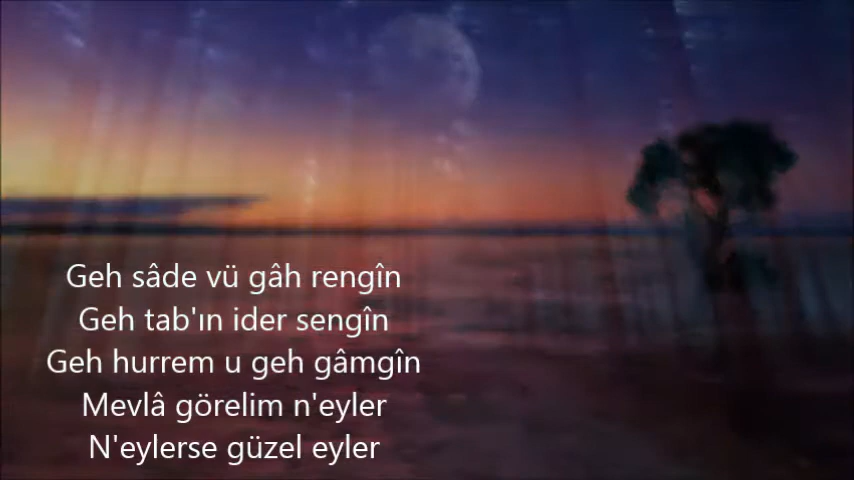 Geh sâde vü gâh rengîn
Geh tab'ın ider sengîn
Geh hurrem u geh gâmgîn
Mevlâ görelim n'eyler
N'eylerse güzel eyler